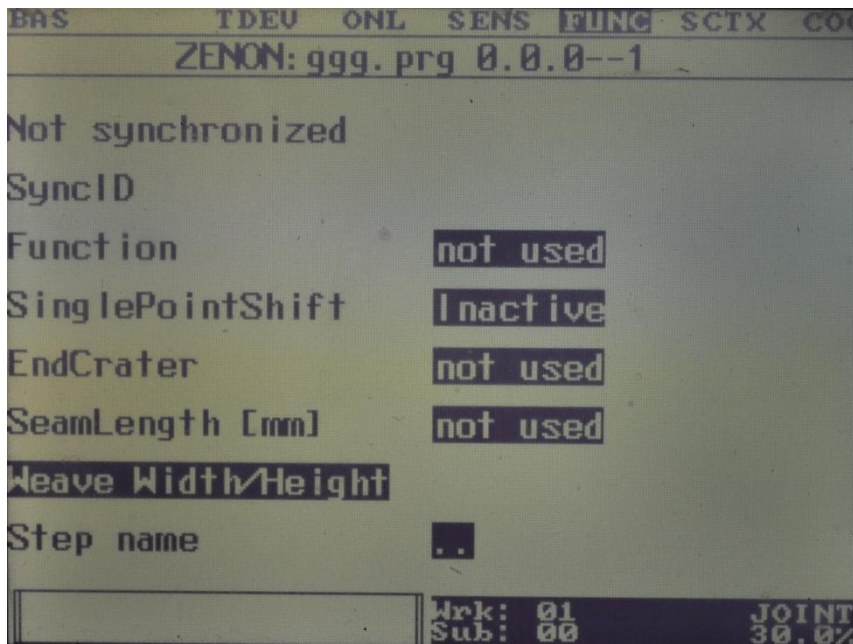 BAS TDEV ONL SENS FUNC SCTX
ZENON: ggg.prg 0.0.0--1
Not synchronized
SyncID
Function not used
SinglePointShift Inactive
EndCrater not used
SeamLength [mm] not used
Weave Width/Height
Step name ..
Wrk: 01 JOINT
Sub: 00 30.0%